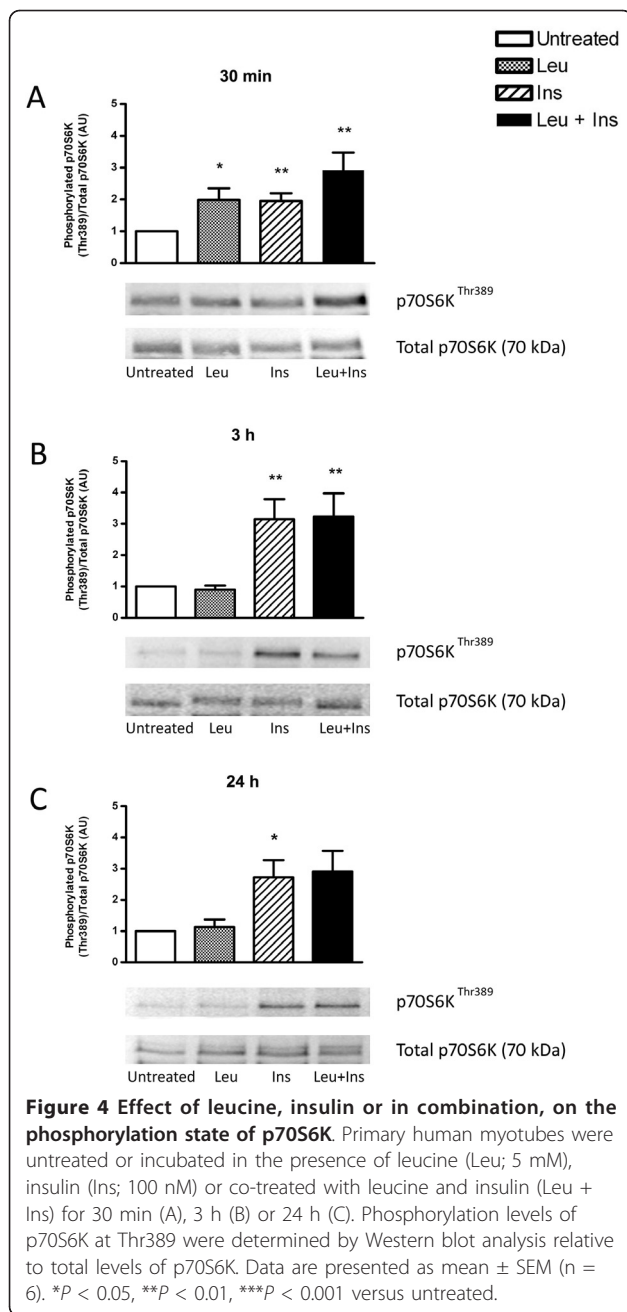 Untreated
Leu
Ins
Leu + Ins
A
30 min
Phosphorylated p70S6K
(Thr389)/Total p70S6K (AU)
5
4
3
2
1
0
*
**
**
p70S6K Thr389
Total p70S6K (70 kDa)
Untreated Leu Ins Leu+Ins
B
3 h
Phosphorylated p70S6K
(Thr389)/Total p70S6K (AU)
5
4
3
2
1
0
**
**
p70S6K Thr389
Total p70S6K (70 kDa)
Untreated Leu Ins Leu+Ins
C
24 h
Phosphorylated p70S6K
(Thr389)/Total p70S6K (AU)
5
4
3
2
1
0
*
p70S6K Thr389
Total p70S6K (70 kDa)
Untreated Leu Ins Leu+Ins
Figure 4 Effect of leucine, insulin or in combination, on the
phosphorylation state of p70S6K. Primary human myotubes were
untreated or incubated in the presence of leucine (Leu; 5 mM),
insulin (Ins; 100 nM) or co-treated with leucine and insulin (Leu +
Ins) for 30 min (A), 3 h (B) or 24 h (C). Phosphorylation levels of
p70S6K at Thr389 were determined by Western blot analysis relative
to total levels of p70S6K. Data are presented as mean ± SEM (n =
6). *P < 0.05, **P < 0.01, ***P < 0.001 versus untreated.